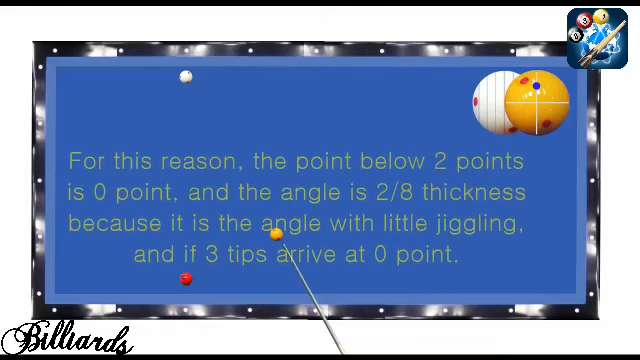 For this reason, the point below 2 points
is 0 point, and the angle is 2/8 thickness
because it is the angle with little jiggling,
and if 3 tips arrive at 0 point.
Billiards